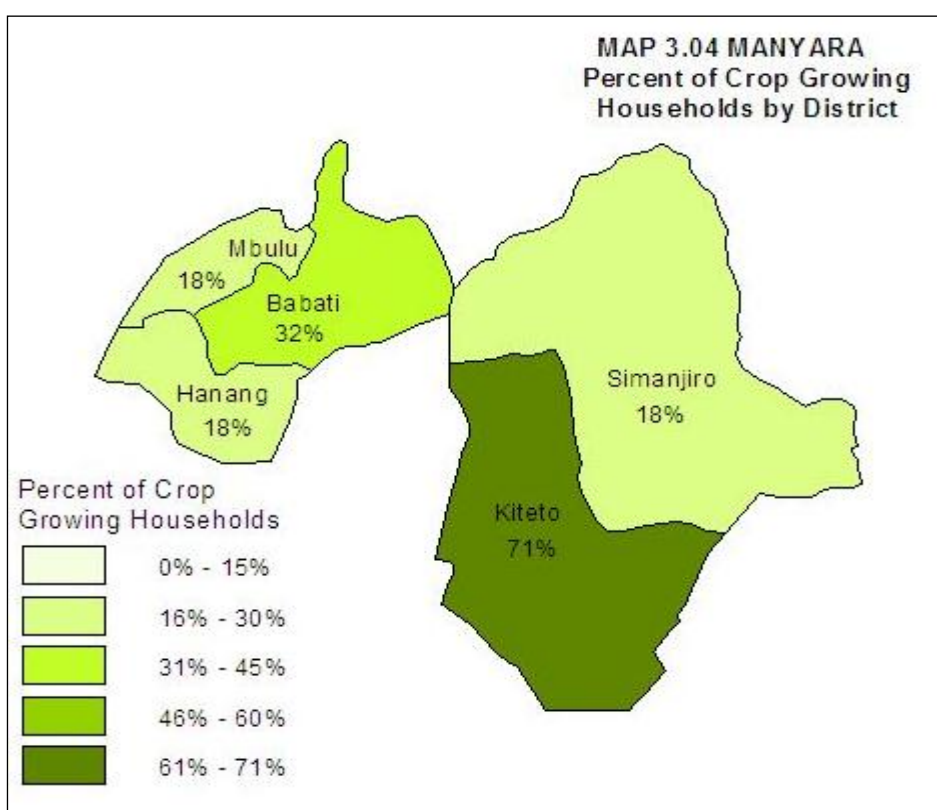 MAP 3.04 MANYARA
Percent of Crop Growing
Households by District
Mbulu
18%
Babati
32%
Hanang
18%
Simanjiro
18%
Kiteto
71%
Percent of Crop
Growing Households
0% - 15%
16% - 30%
31% - 45%
46% - 60%
61% - 71%